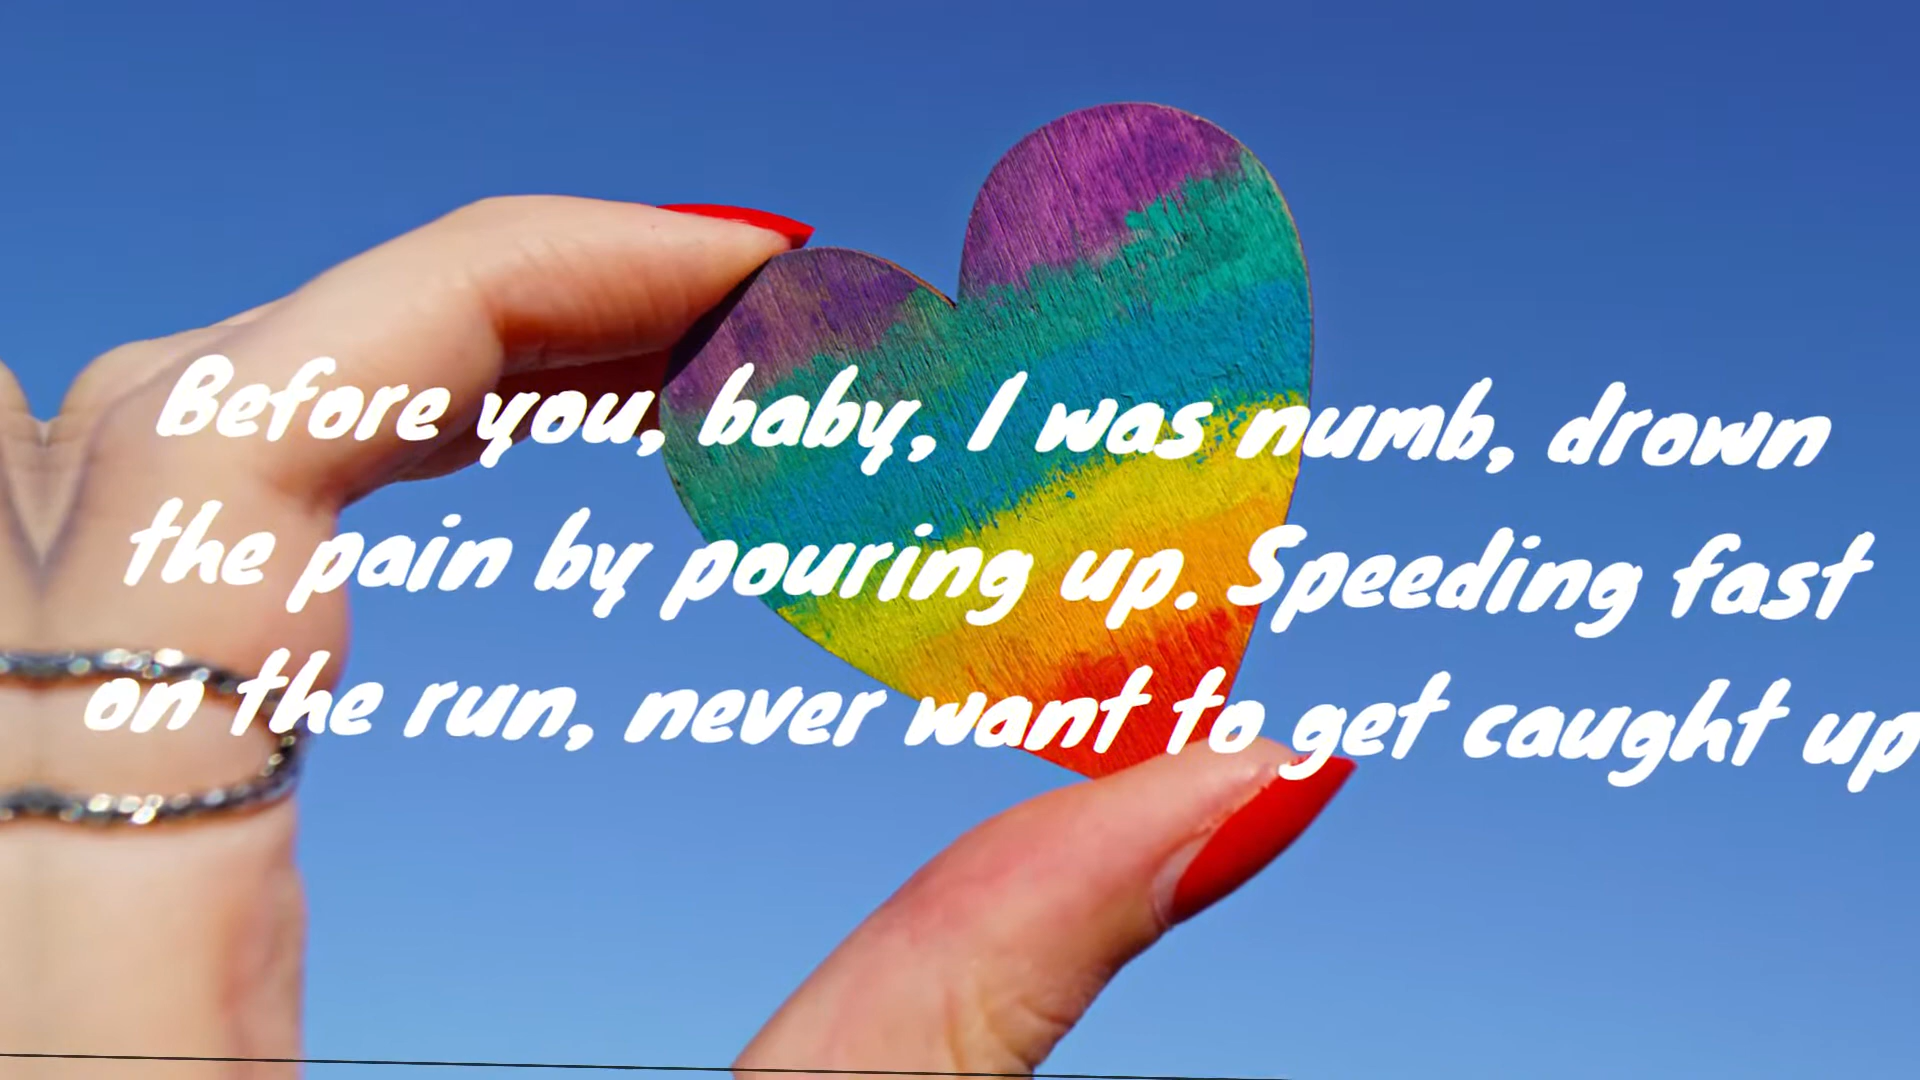 Before you, baby, I was numb, drown
the pain by pouring up. Speeding fast
on the run, never want to get caught up